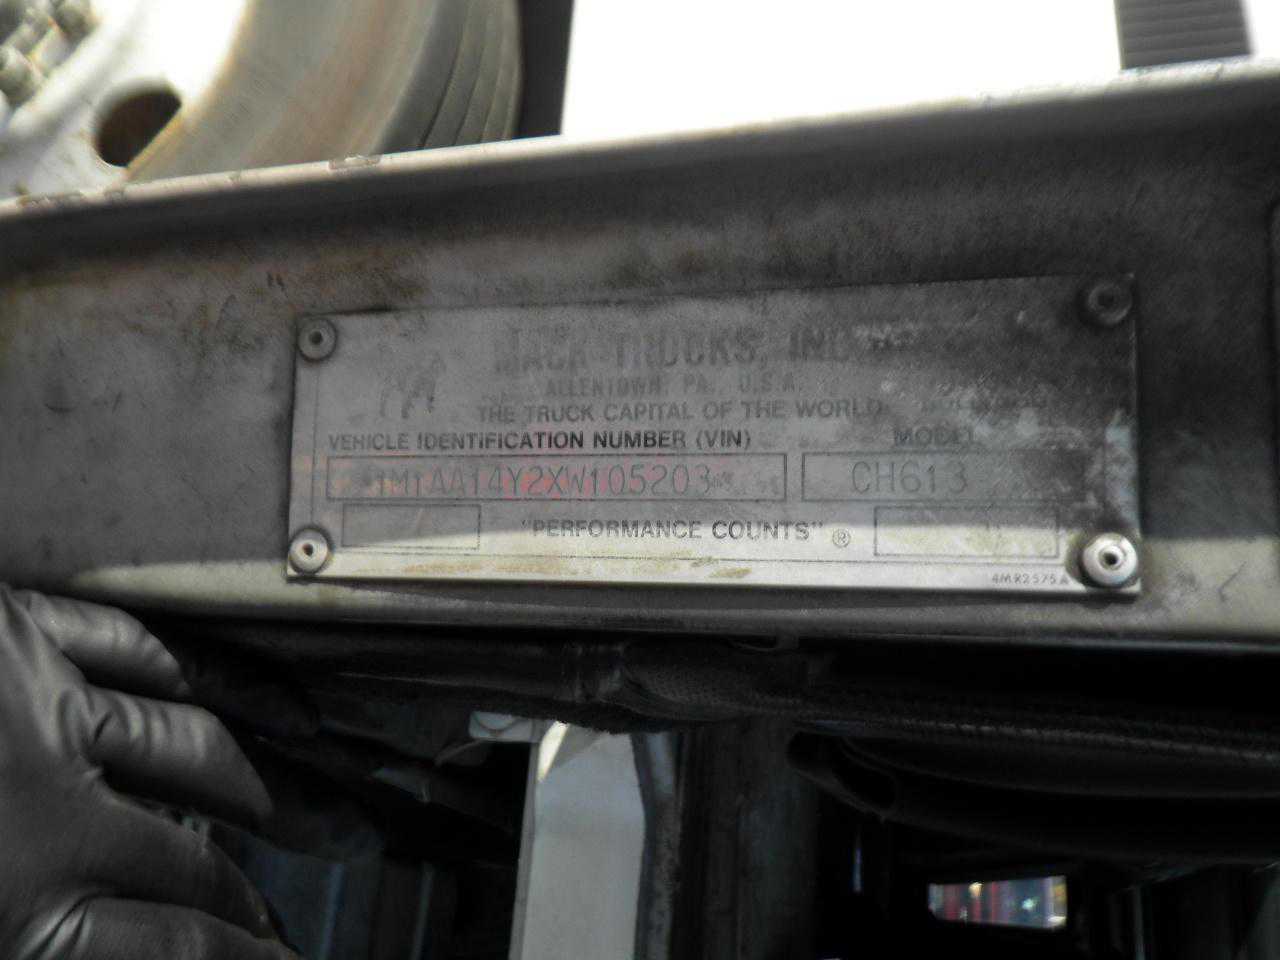 MACK TRUCKS, INC.
ALLENTOWN, PA., U.S.A.
THE TRUCK CAPITAL OF THE WORLD
VEHICLE IDENTIFICATION NUMBER (VIN) MODEL
1M1AA14Y2XW105203 CH613
"PERFORMANCE COUNTS" ®
4MR2575A